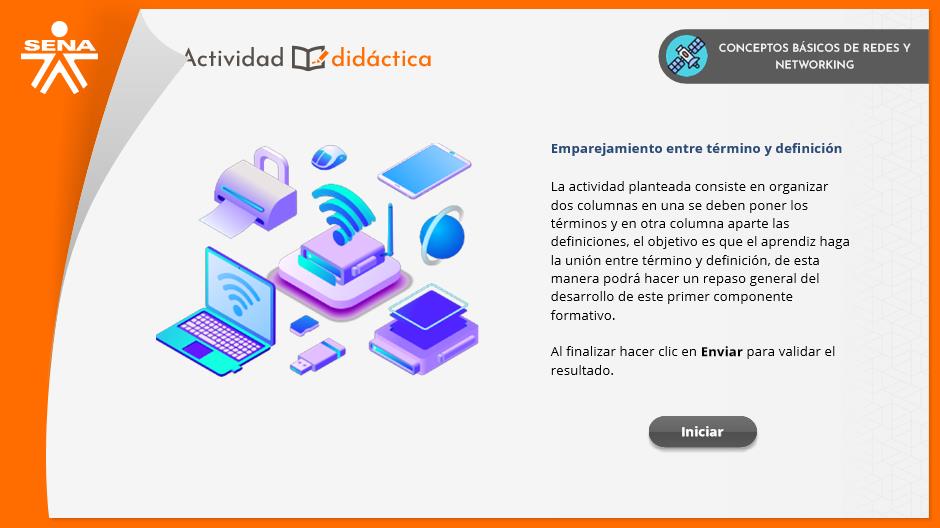 SENA
Actividad didáctica
CONCEPTOS BÁSICOS DE REDES Y
NETWORKING
Emparejamiento entre término y definición
La actividad planteada consiste en organizar
dos columnas en una se deben poner los
términos y en otra columna aparte las
definiciones, el objetivo es que el aprendiz haga
la unión entre término y definición, de esta
manera podrá hacer un repaso general del
desarrollo de este primer componente
formativo.
Al finalizar hacer clic en Enviar para validar el
resultado.
Iniciar